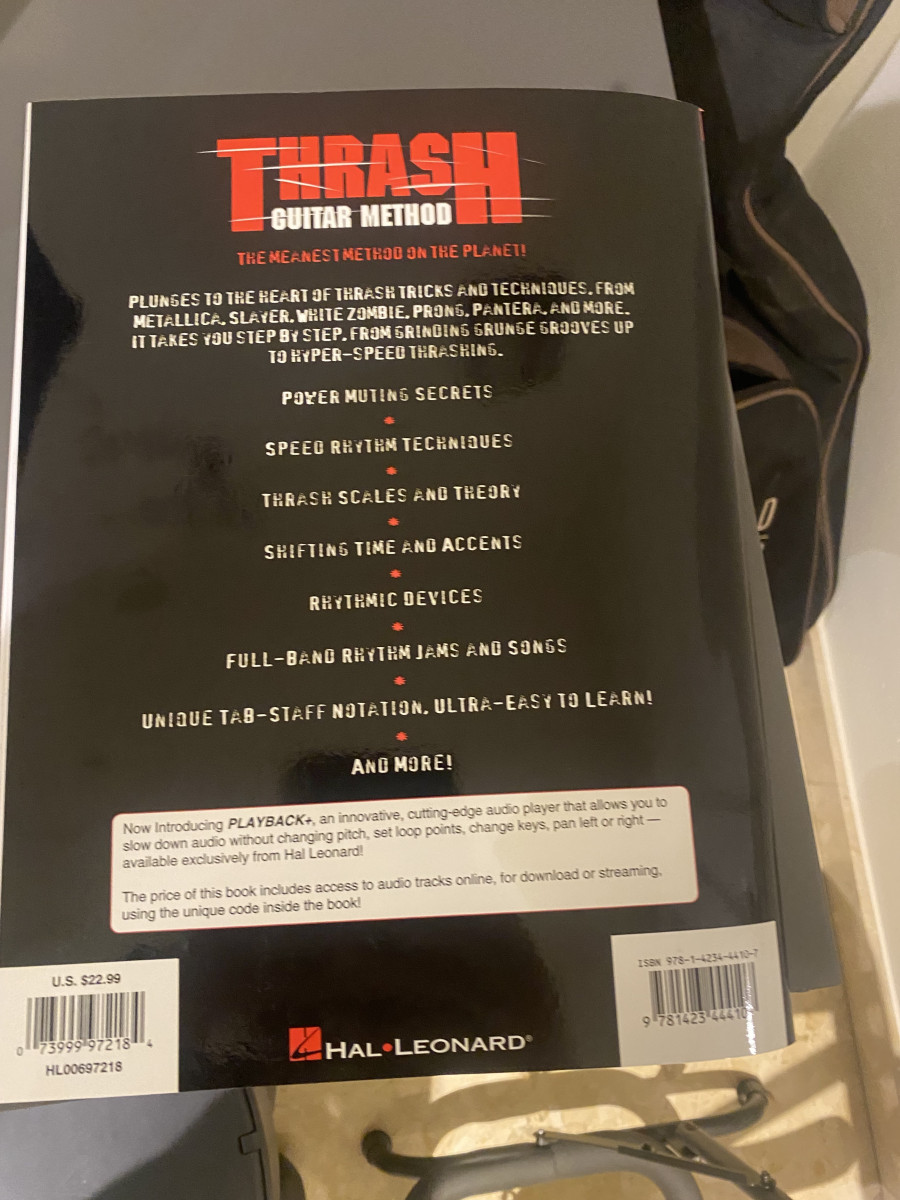 THRASH
GUITAR METHOD
THE MEANEST METHOD ON THE PLANET!
PLUNGES TO THE HEART OF THRASH TRICKS AND TECHNIQUES, FROM
METALLICA, SLAYER, WHITE ZOMBIE, PRONG, PANTERA, AND MORE.
IT TAKES YOU STEP BY STEP, FROM GRINDING GRUNGE GROOVES UP
TO HYPER-SPEED THRASHING.
POWER MUTING SECRETS
SPEED RHYTHM TECHNIQUES
THRASH SCALES AND THEORY
SHIFTING TIME AND ACCENTS
RHYTHMIC DEVICES
FULL-BAND RHYTHM JAMS AND SONGS
UNIQUE TAB-STAFF NOTATION, ULTRA-EASY TO LEARN!
AND MORE!
Now Introducing PLAYBACK+, an innovative, cutting-edge audio player that allows you to
slow down audio without changing pitch, set loop points, change keys, pan left or right —
available exclusively from Hal Leonard!
The price of this book includes access to audio tracks online, for download or streaming,
using the unique code inside the book!
U.S. $22.99
0 73999 97218 4
HL00697218
HAL•LEONARD®
ISBN 978-1-4234-4410-7
9 781423 44410